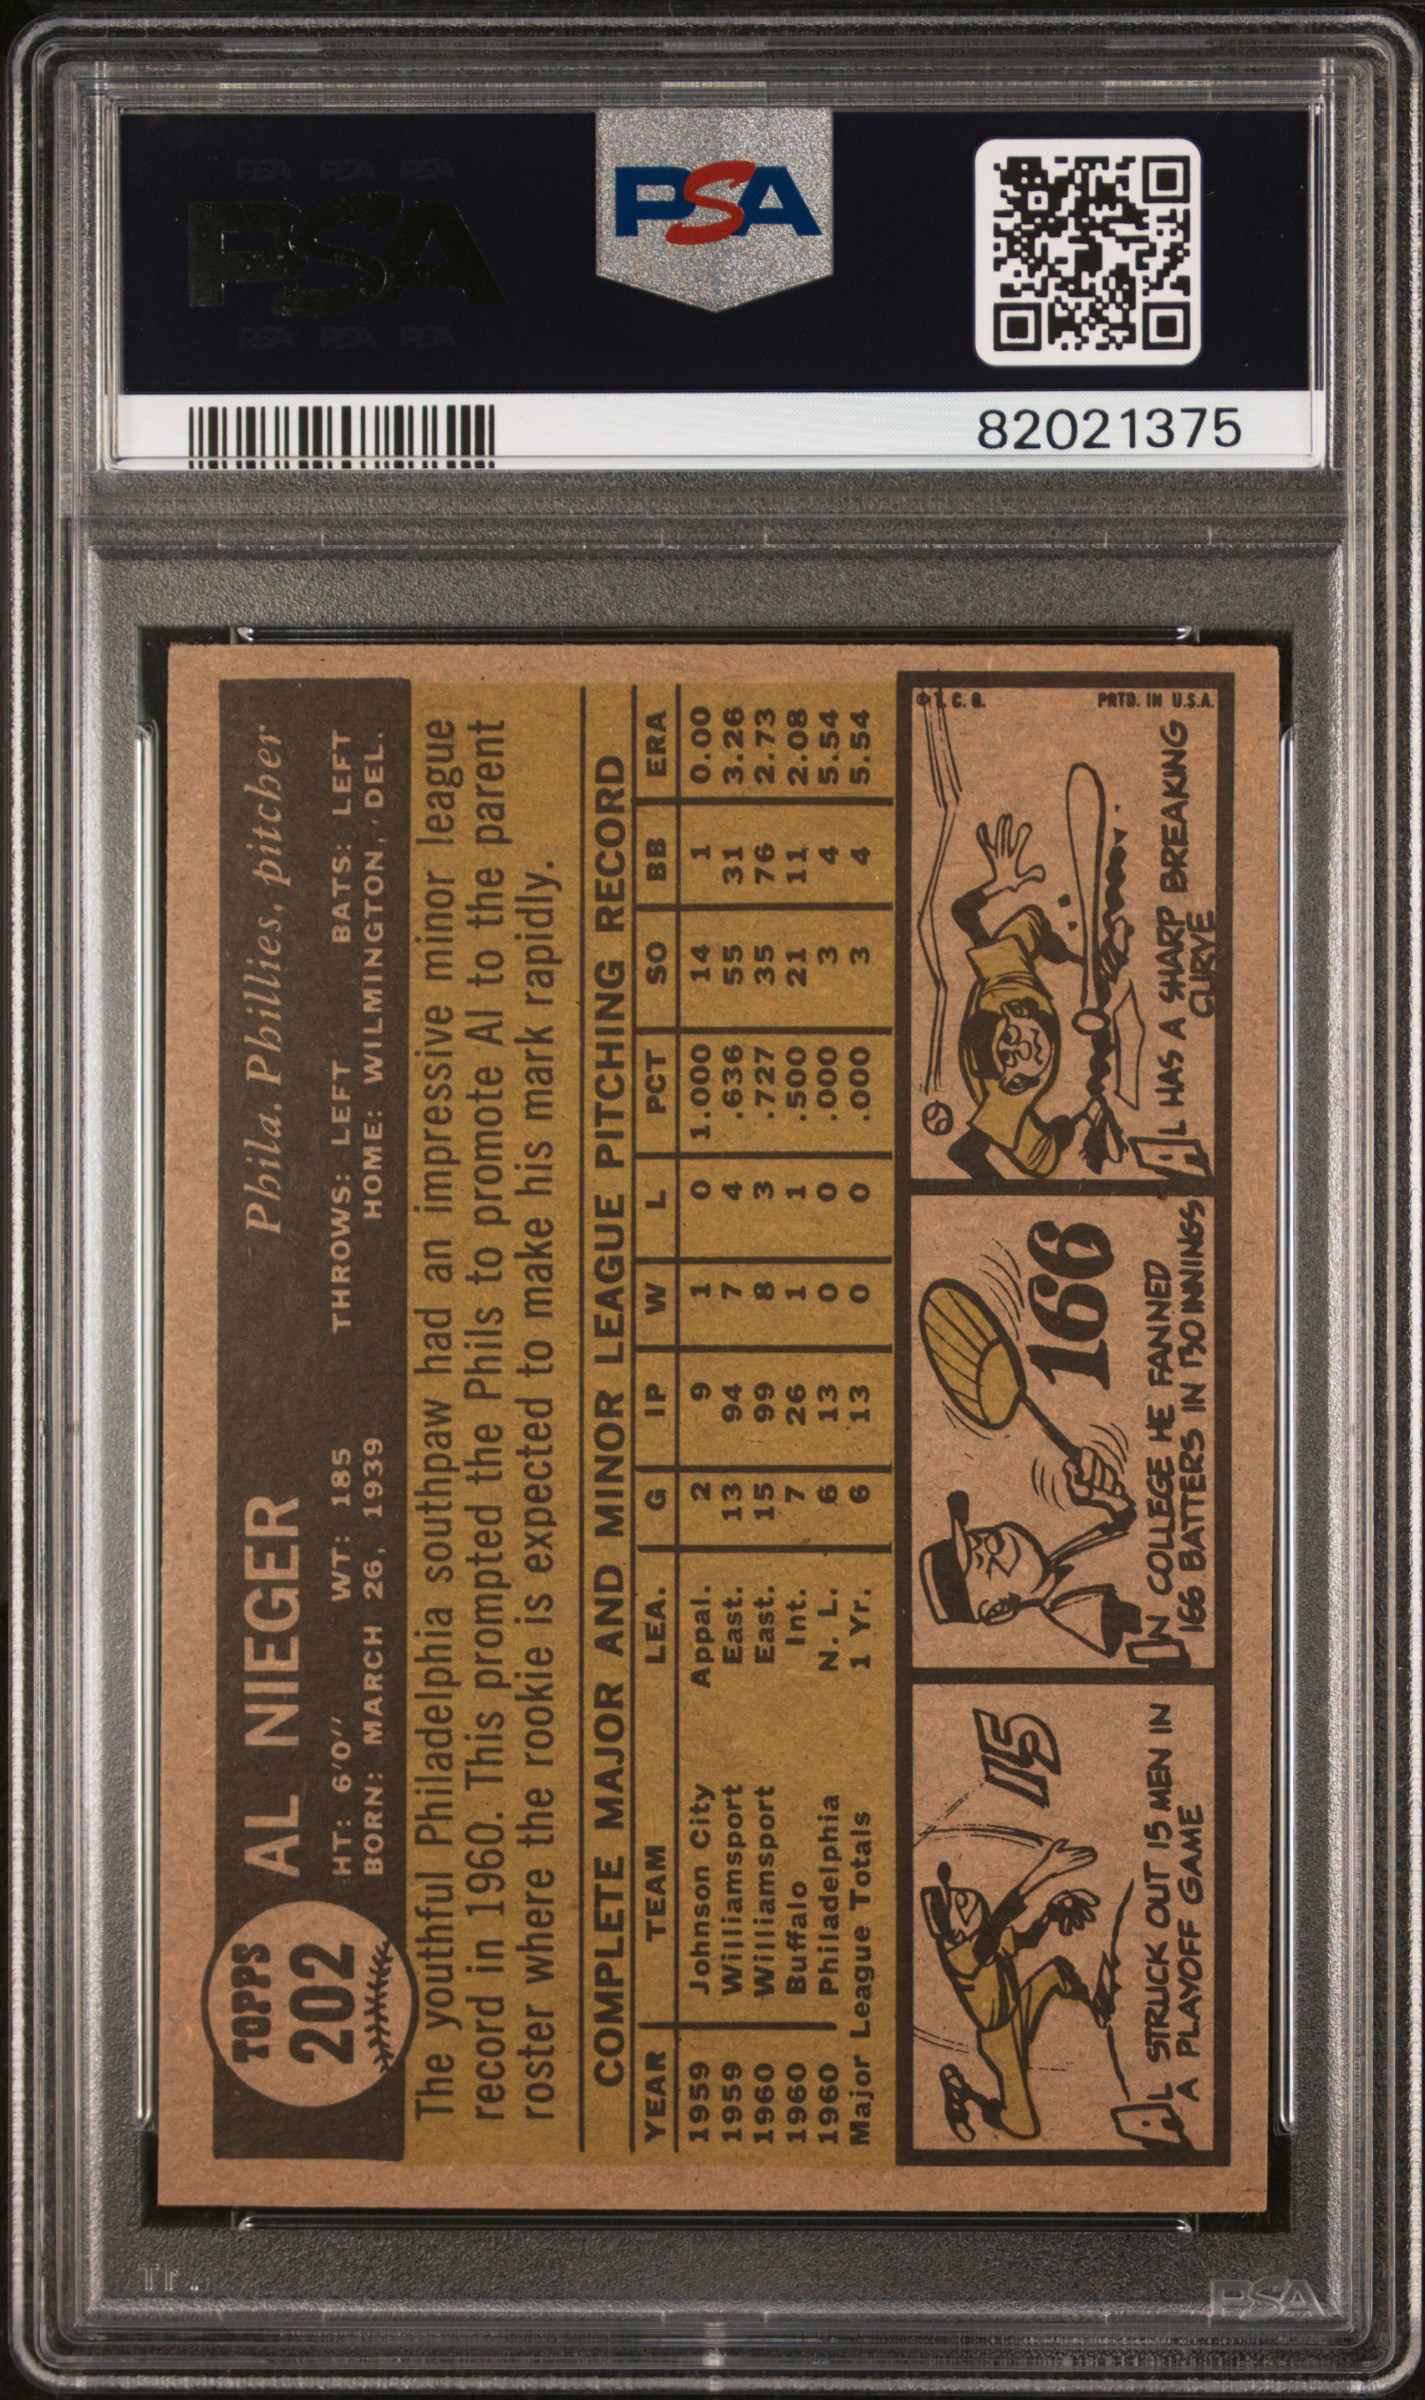 PSA PSA PSA
PSA
PSA PSA PSA
PSA
82021375
TOPPS
202
AL NIEGER
Phila. Phillies, pitcher
HT: 6'0" WT: 185 THROWS: LEFT BATS: LEFT
BORN: MARCH 26, 1939 HOME: WILMINGTON, DEL.
The youthful Philadelphia southpaw had an impressive minor league
record in 1960. This prompted the Phils to promote Al to the parent
roster where the rookie is expected to make his mark rapidly.
COMPLETE MAJOR AND MINOR LEAGUE PITCHING RECORD
YEAR TEAM LEA. G IP W L PCT SO BB ERA
1959 Johnson City Appal. 2 9 1 0 1.000 14 1 0.00
1959 Williamsport East. 13 94 7 4 .636 55 31 3.26
1960 Williamsport East. 15 99 8 3 .727 35 76 2.73
1960 Buffalo Int. 7 26 1 1 .500 21 11 2.08
1960 Philadelphia N. L. 6 13 0 0 .000 3 4 5.54
Major League Totals 1 Yr. 6 13 0 0 .000 3 4 5.54
15
AL STRUCK OUT 15 MEN IN
A PLAYOFF GAME
166
IN COLLEGE HE FANNED
166 BATTERS IN 130 INNINGS
© T. C. G. PRTD. IN U.S.A.
AL HAS A SHARP BREAKING
CURVE
PSA